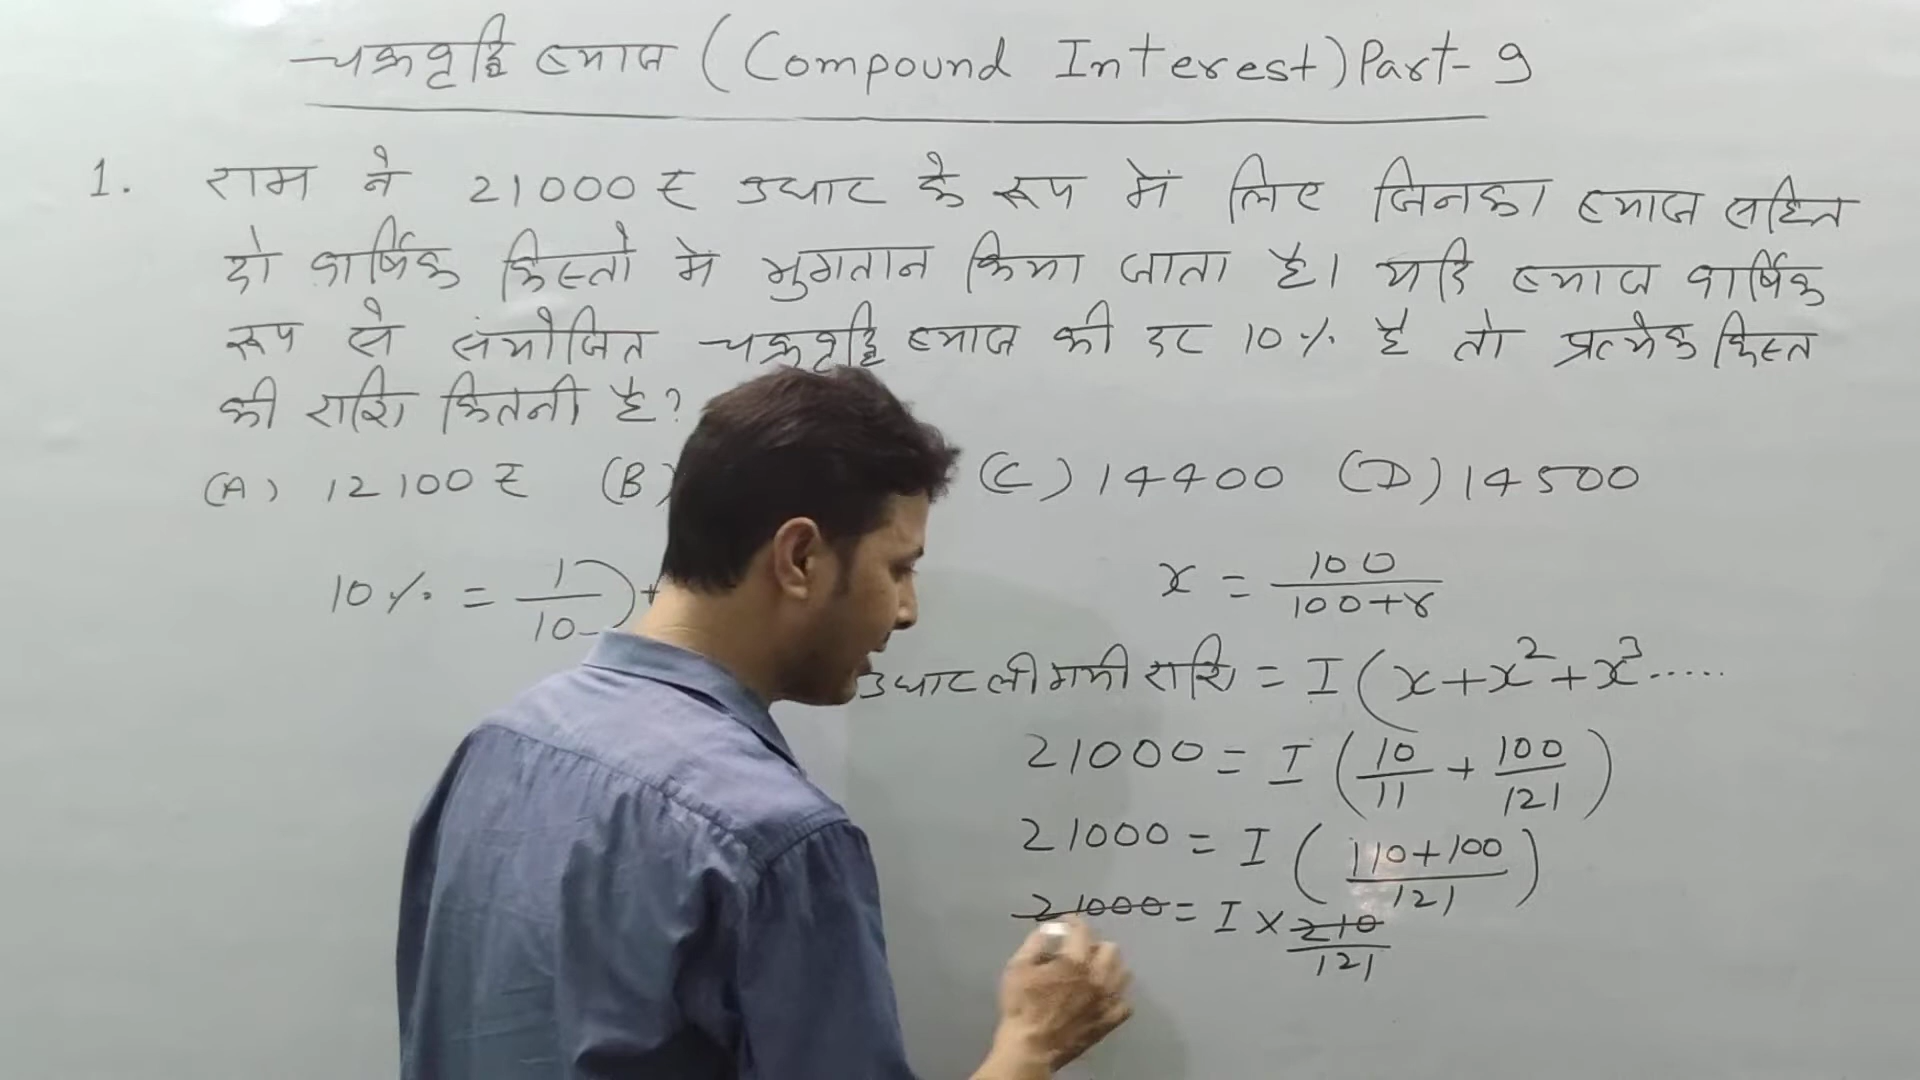 चक्रवृद्धि ब्याज (Compound Interest) Part-9
1. राम ने 21000 ₹ उधार के रूप में लिए जिनका ब्याज सहित
दो वार्षिक किस्तो मे भुगतान किया जाता है। यदि ब्याज वार्षिक
रूप से संयोजित चक्रवृद्धि ब्याज की दर 10% है तो प्रत्येक किस्त
की राशि कितनी है?
(A) 12100 ₹ (B) (C) 14400 (D) 14500
10% = 1/10 +
x = 100/(100+r)
उधार ली गयी राशि = I (x + x² + x³.....
21000 = I (10/11 + 100/121)
21000 = I ((110+100)/121)
21000 = I × 210/121